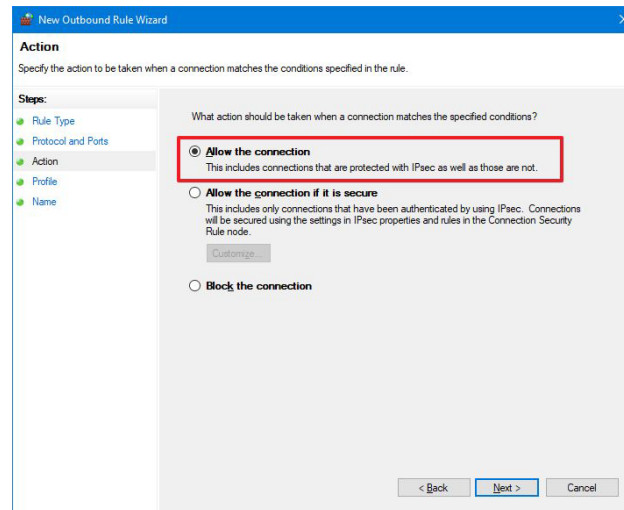 New Outbound Rule Wizard
Action
Specify the action to be taken when a connection matches the conditions specified in the rule.
Steps:
Rule Type
Protocol and Ports
Action
Profile
Name
What action should be taken when a connection matches the specified conditions?
Allow the connection
This includes connections that are protected with IPsec as well as those are not.
Allow the connection if it is secure
This includes only connections that have been authenticated by using IPsec. Connections
will be secured using the settings in IPsec properties and rules in the Connection Security
Rule node.
Customize...
Block the connection
< Back
Next >
Cancel